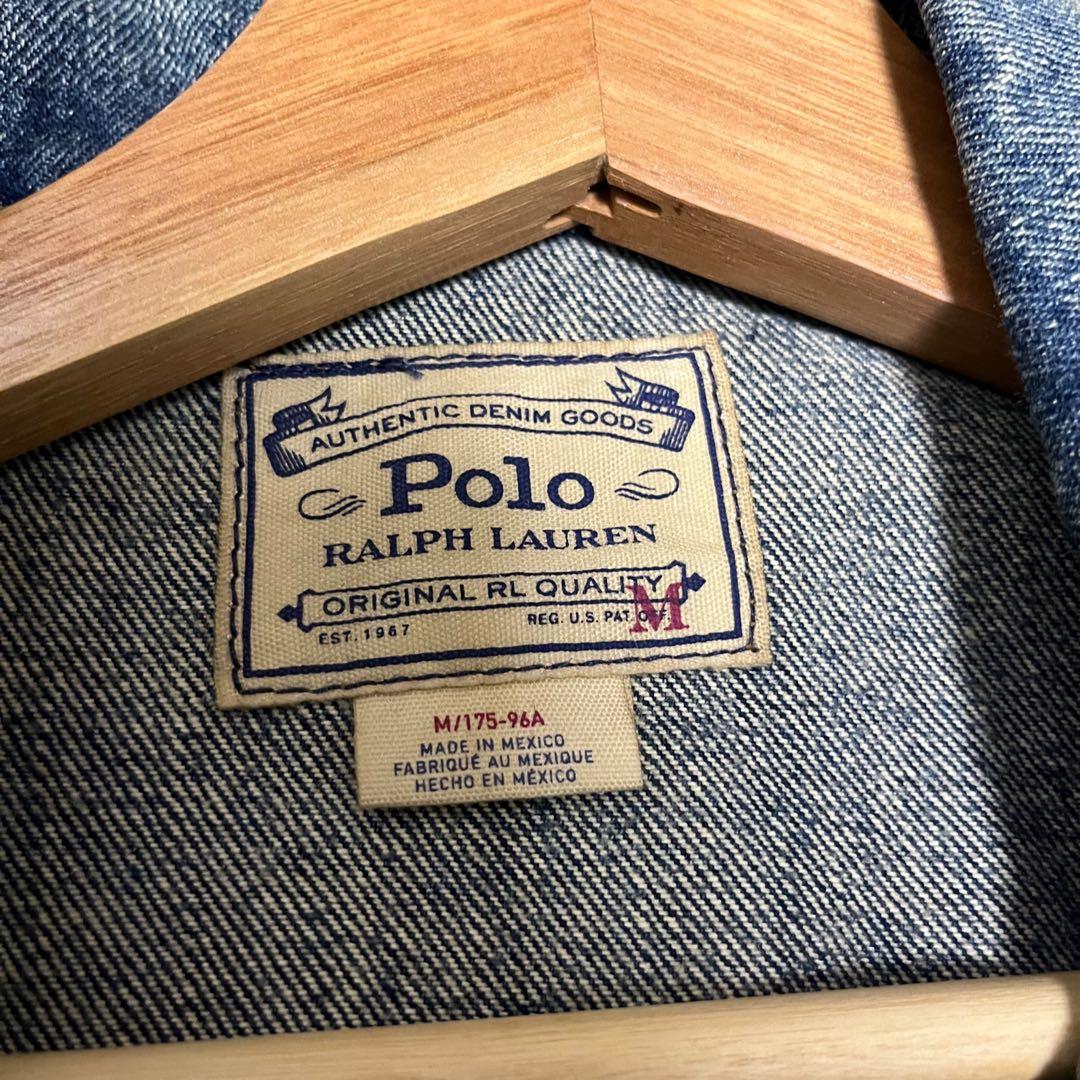 AUTHENTIC DENIM GOODS
Polo
RALPH LAUREN
ORIGINAL RL QUALITY
EST. 1967
REG. U.S. PAT. OFF.
M
M/175-96A
MADE IN MEXICO
FABRIQUÉ AU MEXIQUE
HECHO EN MÉXICO